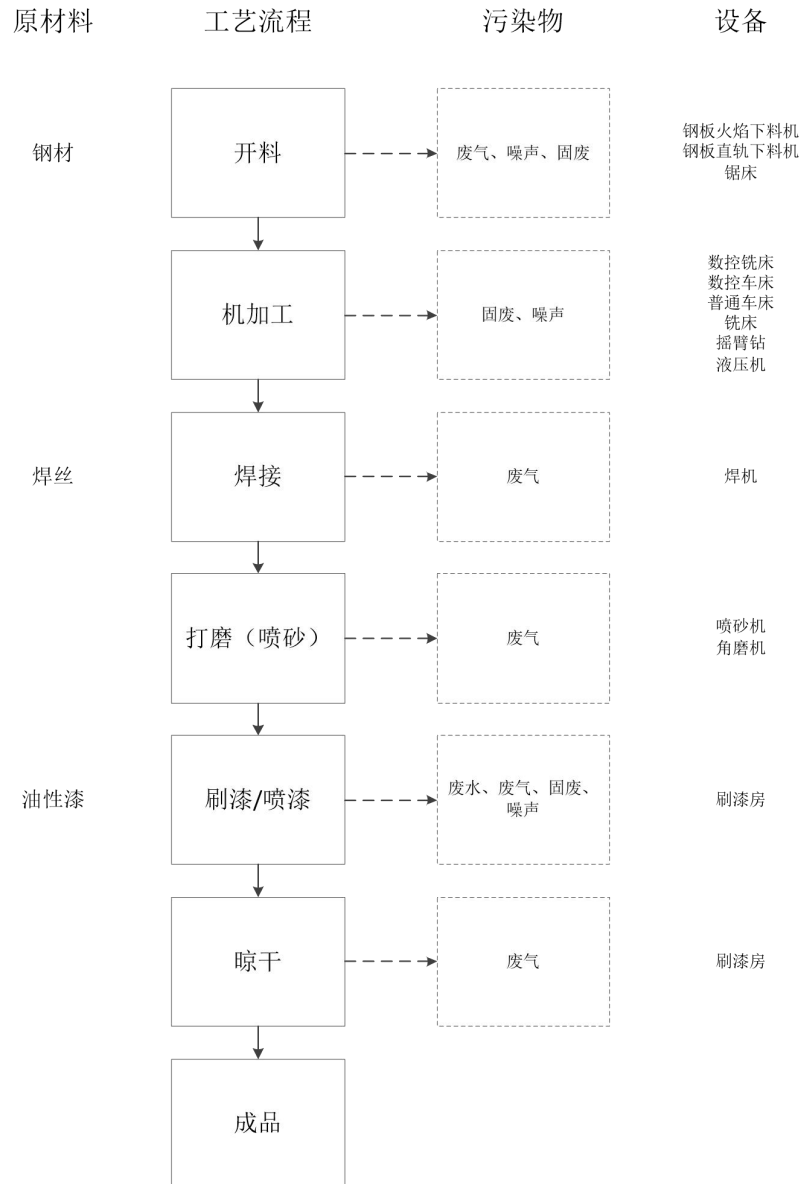 原材料 工艺流程 污染物 设备
钢材 开料 废气、噪声、固废
钢板火焰下料机
钢板直轨下料机
锯床
机加工 固废、噪声
数控铣床
数控车床
普通车床
铣床
摇臂钻
液压机
焊丝 焊接 废气 焊机
打磨（喷砂） 废气
喷砂机
角磨机
油性漆 刷漆/喷漆
废水、废气、固废、
噪声
刷漆房
晾干 废气 刷漆房
成品